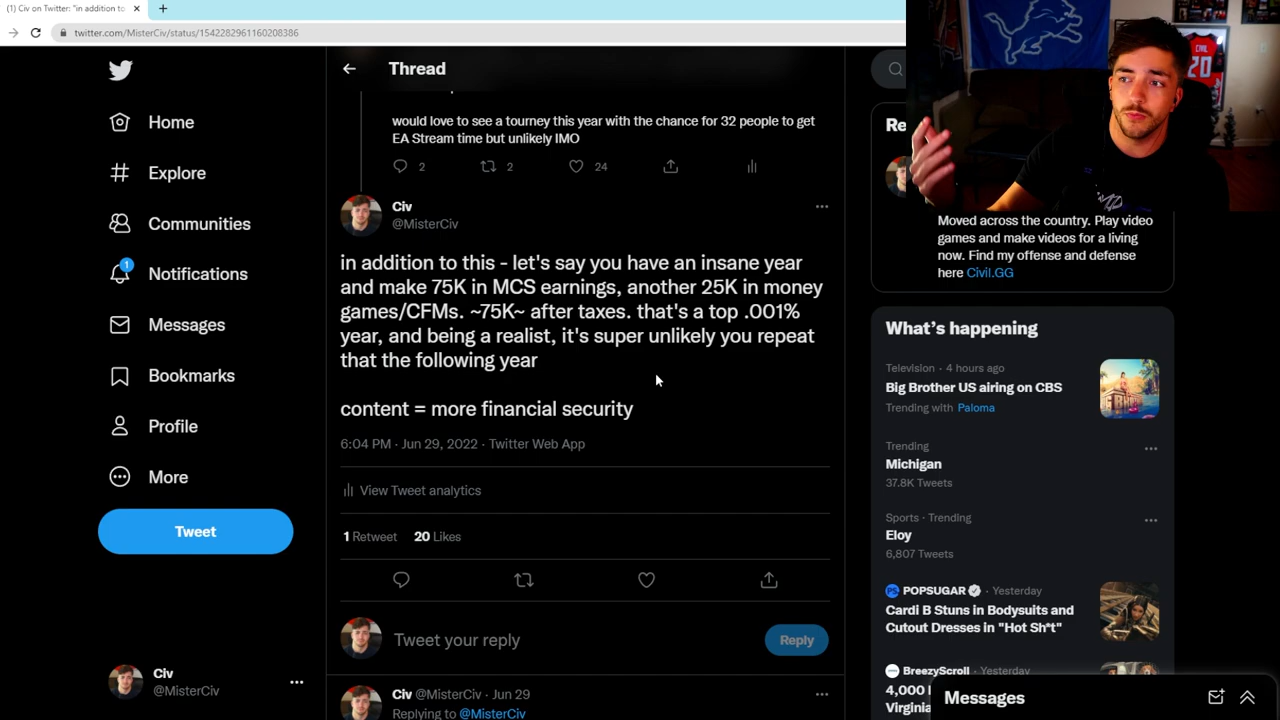 (1) Civ on Twitter: "in addition to
twitter.com/MisterCiv/status/1542282961160208386
Home
Explore
Communities
1
Notifications
Messages
Bookmarks
Profile
More
Tweet
Civ
@MisterCiv
Thread
would love to see a tourney this year with the chance for 32 people to get
EA Stream time but unlikely IMO
2 2 24
Civ
@MisterCiv
in addition to this - let's say you have an insane year
and make 75K in MCS earnings, another 25K in money
games/CFMs. ~75K~ after taxes. that's a top .001%
year, and being a realist, it's super unlikely you repeat
that the following year
content = more financial security
6:04 PM · Jun 29, 2022 · Twitter Web App
View Tweet analytics
1 Retweet 20 Likes
Tweet your reply
Reply
Civ @MisterCiv · Jun 29
Replying to @MisterCiv
Re
20
Moved across the country. Play video
games and make videos for a living
now. Find my offense and defense
here Civil.GG
What's happening
Television · 4 hours ago
Big Brother US airing on CBS
Trending with Paloma
Trending
Michigan
37.8K Tweets
Sports · Trending
Eloy
6,807 Tweets
POPSUGAR · Yesterday
Cardi B Stuns in Bodysuits and
Cutout Dresses in "Hot Sh*t"
BreezyScroll · Yesterday
4,000
Virginia
Messages